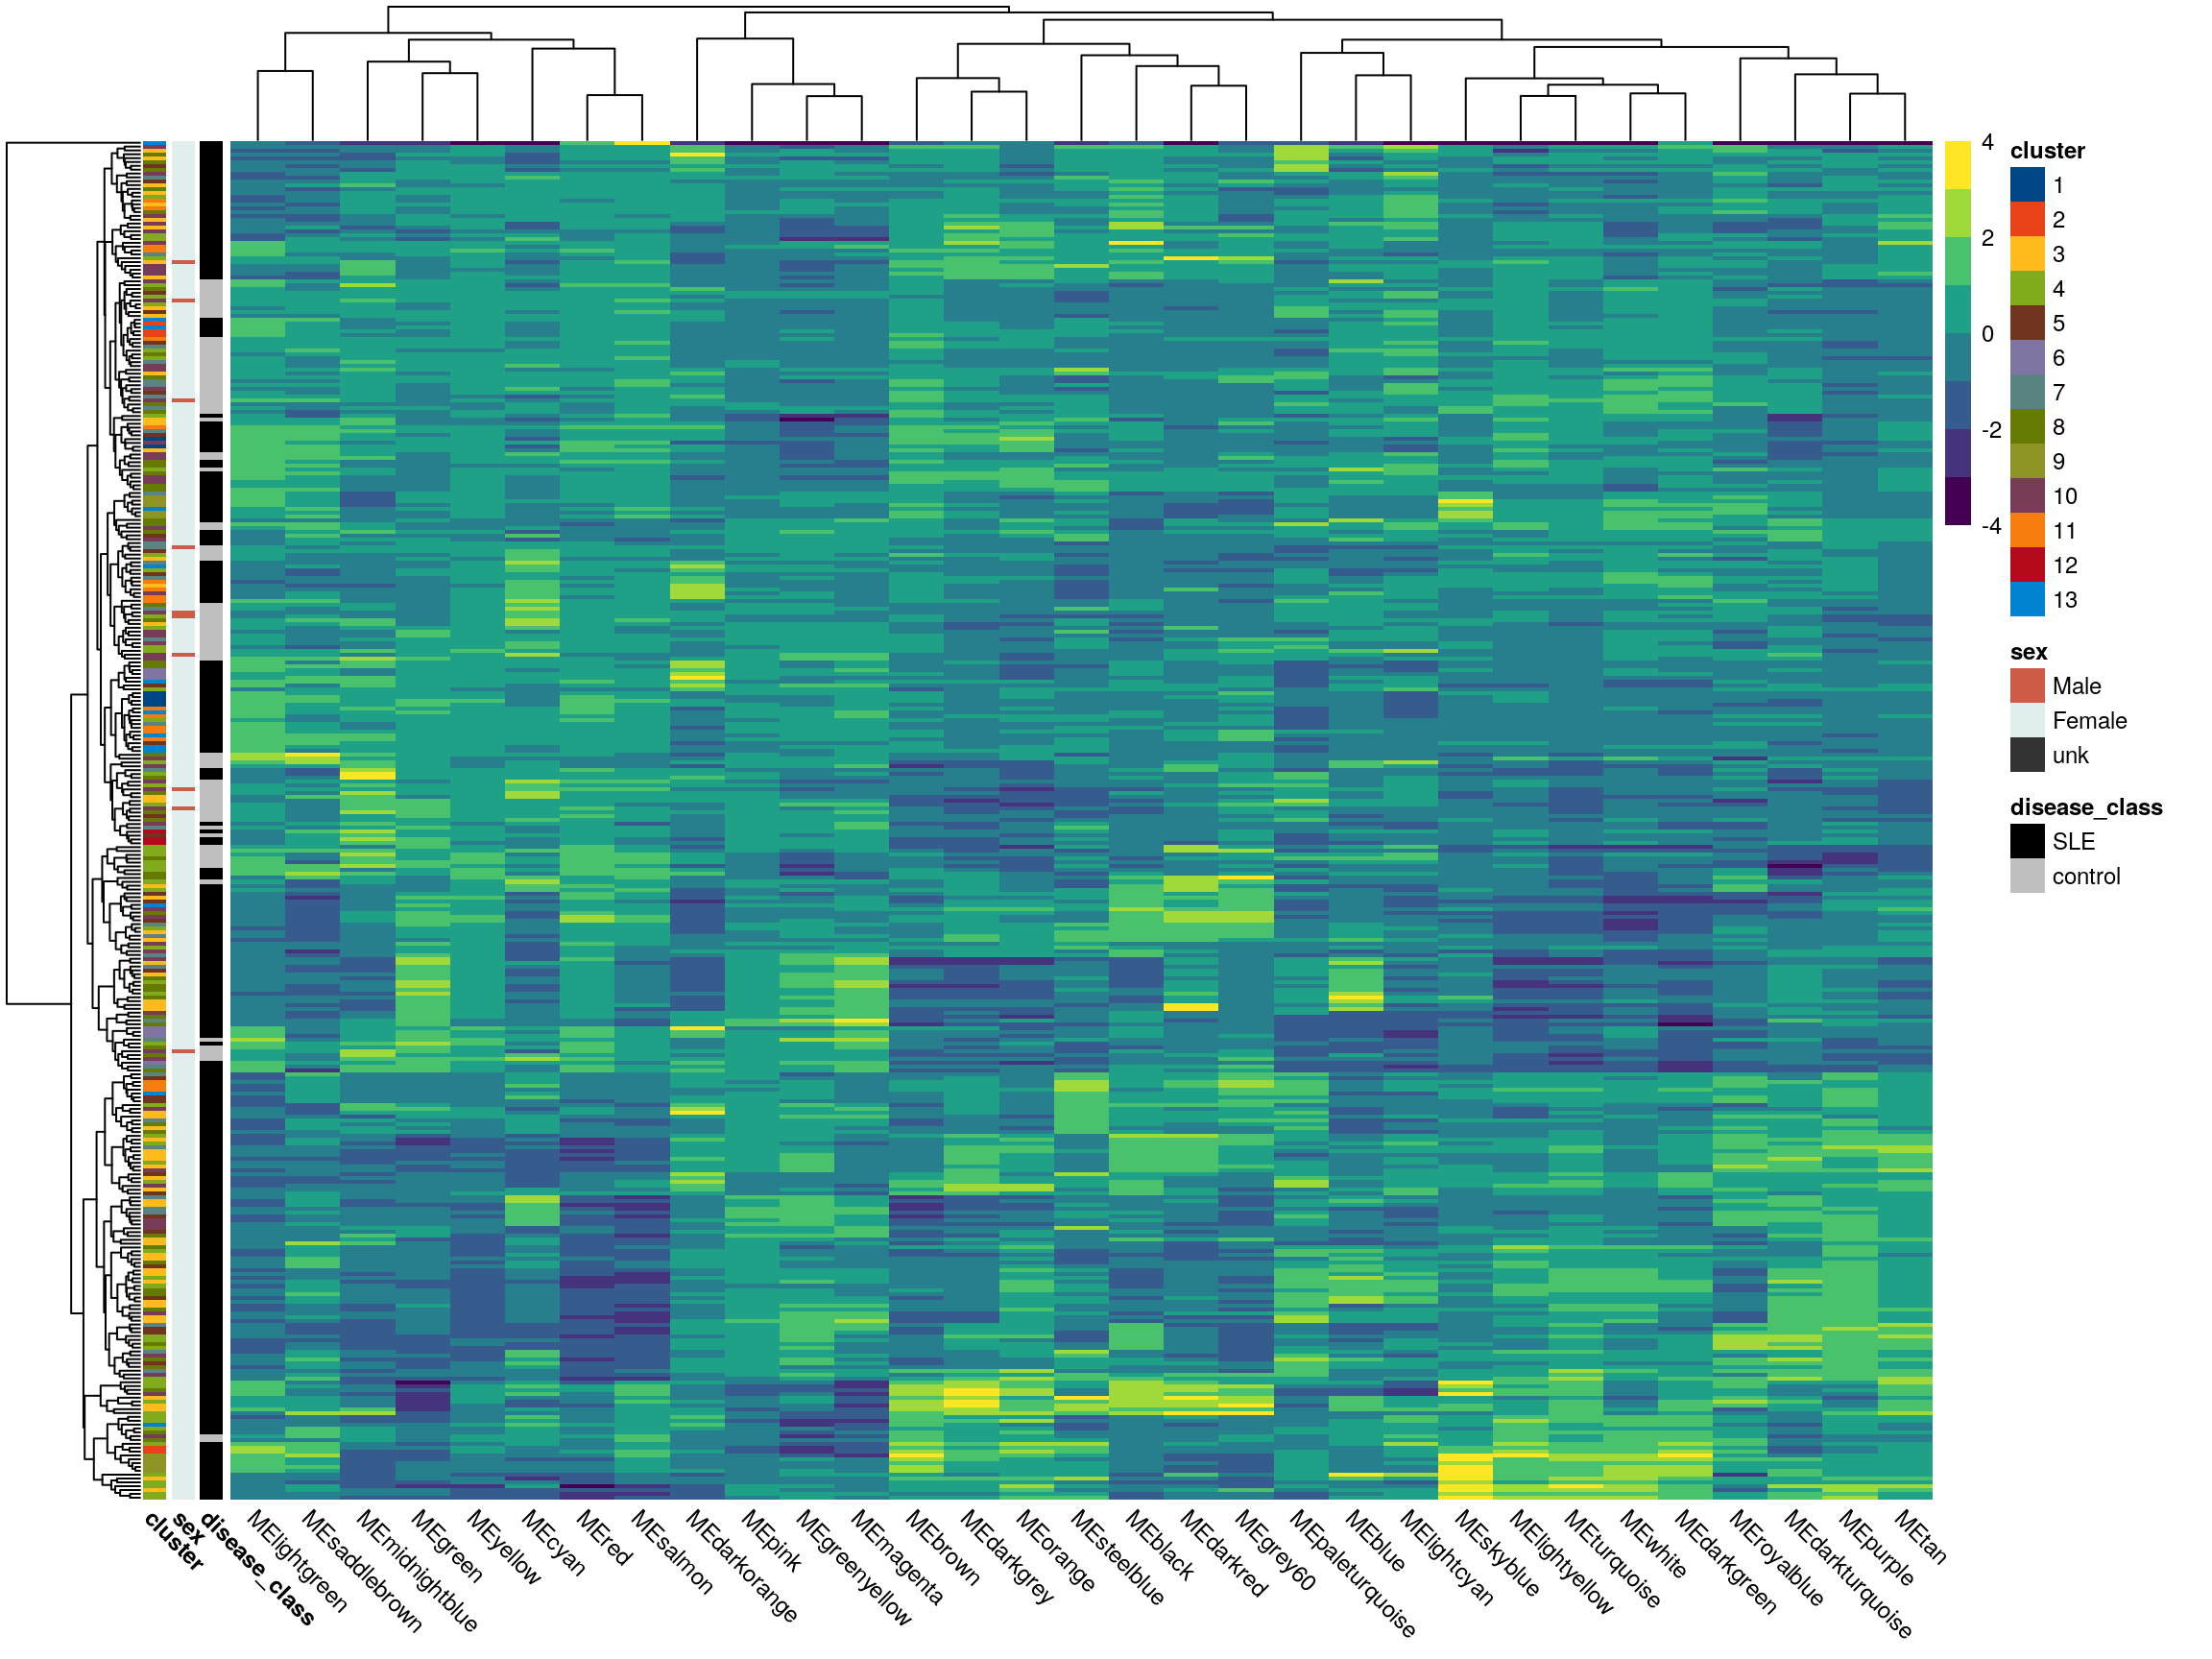 4
2
0
-2
-4
cluster
1
2
3
4
5
6
7
8
9
10
11
12
13
sex
Male
Female
unk
disease_class
SLE
control
cluster
sex
disease_class
MElightgreen
MEsaddlebrown
MEmidnightblue
MEgreen
MEyellow
MEcyan
MEred
MEsalmon
MEdarkorange
MEpink
MEgreenyellow
MEmagenta
MEbrown
MEdarkgrey
MEorange
MEsteelblue
MEblack
MEdarkred
MEgrey60
MEpaleturquoise
MEblue
MElightcyan
MEskyblue
MElightyellow
MEturquoise
MEwhite
MEdarkgreen
MEroyalblue
MEdarkturquoise
MEpurple
MEtan